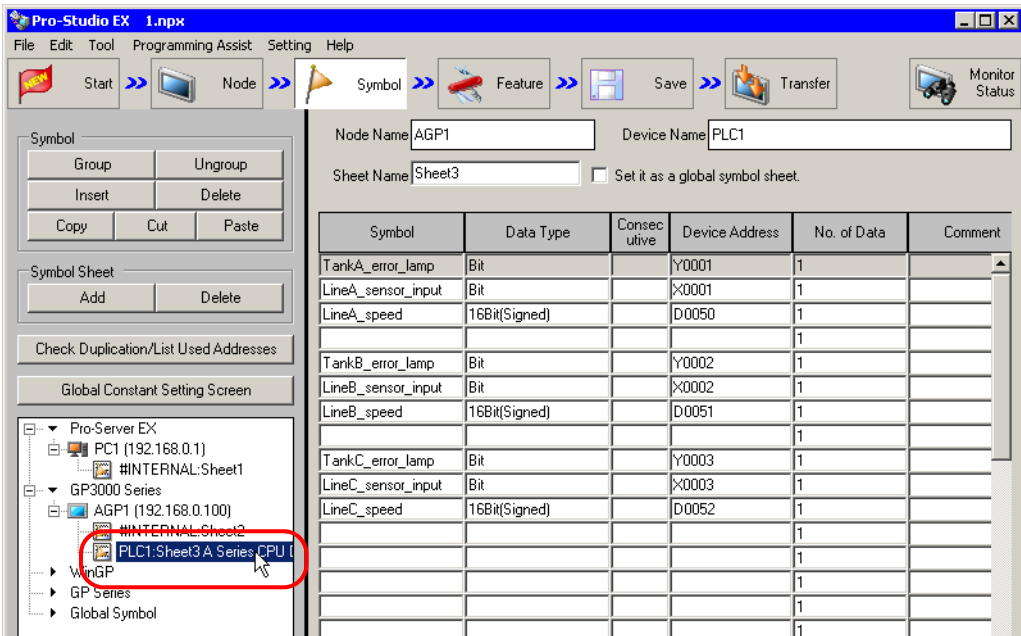 Pro-Studio EX 1.npx
File Edit Tool Programming Assist Setting Help
NEW Start Node Symbol Feature Save Transfer Monitor Status
Symbol
Group Ungroup
Insert Delete
Copy Cut Paste
Symbol Sheet
Add Delete
Check Duplication/List Used Addresses
Global Constant Setting Screen
Pro-Server EX
PC1 (192.168.0.1)
#INTERNAL:Sheet1
GP3000 Series
AGP1 (192.168.0.100)
#INTERNAL:Sheet2
PLC1:Sheet3 A Series CPU D
WinGP
GP Series
Global Symbol
Node Name AGP1 Device Name PLC1
Sheet Name Sheet3 Set it as a global symbol sheet.
Symbol Data Type Consecutive Device Address No. of Data Comment
TankA_error_lamp Bit Y0001 1
LineA_sensor_input Bit X0001 1
LineA_speed 16Bit(Signed) D0050 1
1
TankB_error_lamp Bit Y0002 1
LineB_sensor_input Bit X0002 1
LineB_speed 16Bit(Signed) D0051 1
1
TankC_error_lamp Bit Y0003 1
LineC_sensor_input Bit X0003 1
LineC_speed 16Bit(Signed) D0052 1
1
1
1
1
1